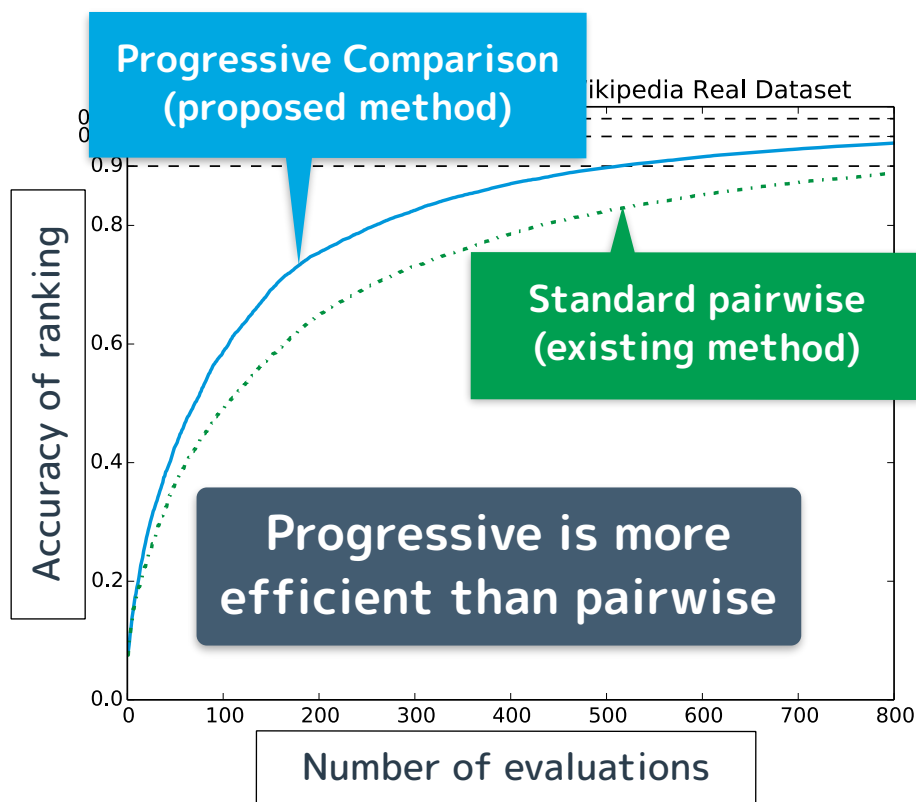 Progressive Comparison
(proposed method)
Real Dataset
0.9
0.8
0.6
0.4
0.2
0.0
Accuracy of ranking
Standard pairwise
(existing method)
Progressive is more
efficient than pairwise
0 100 200 300 400 500 600 700 800
Number of evaluations